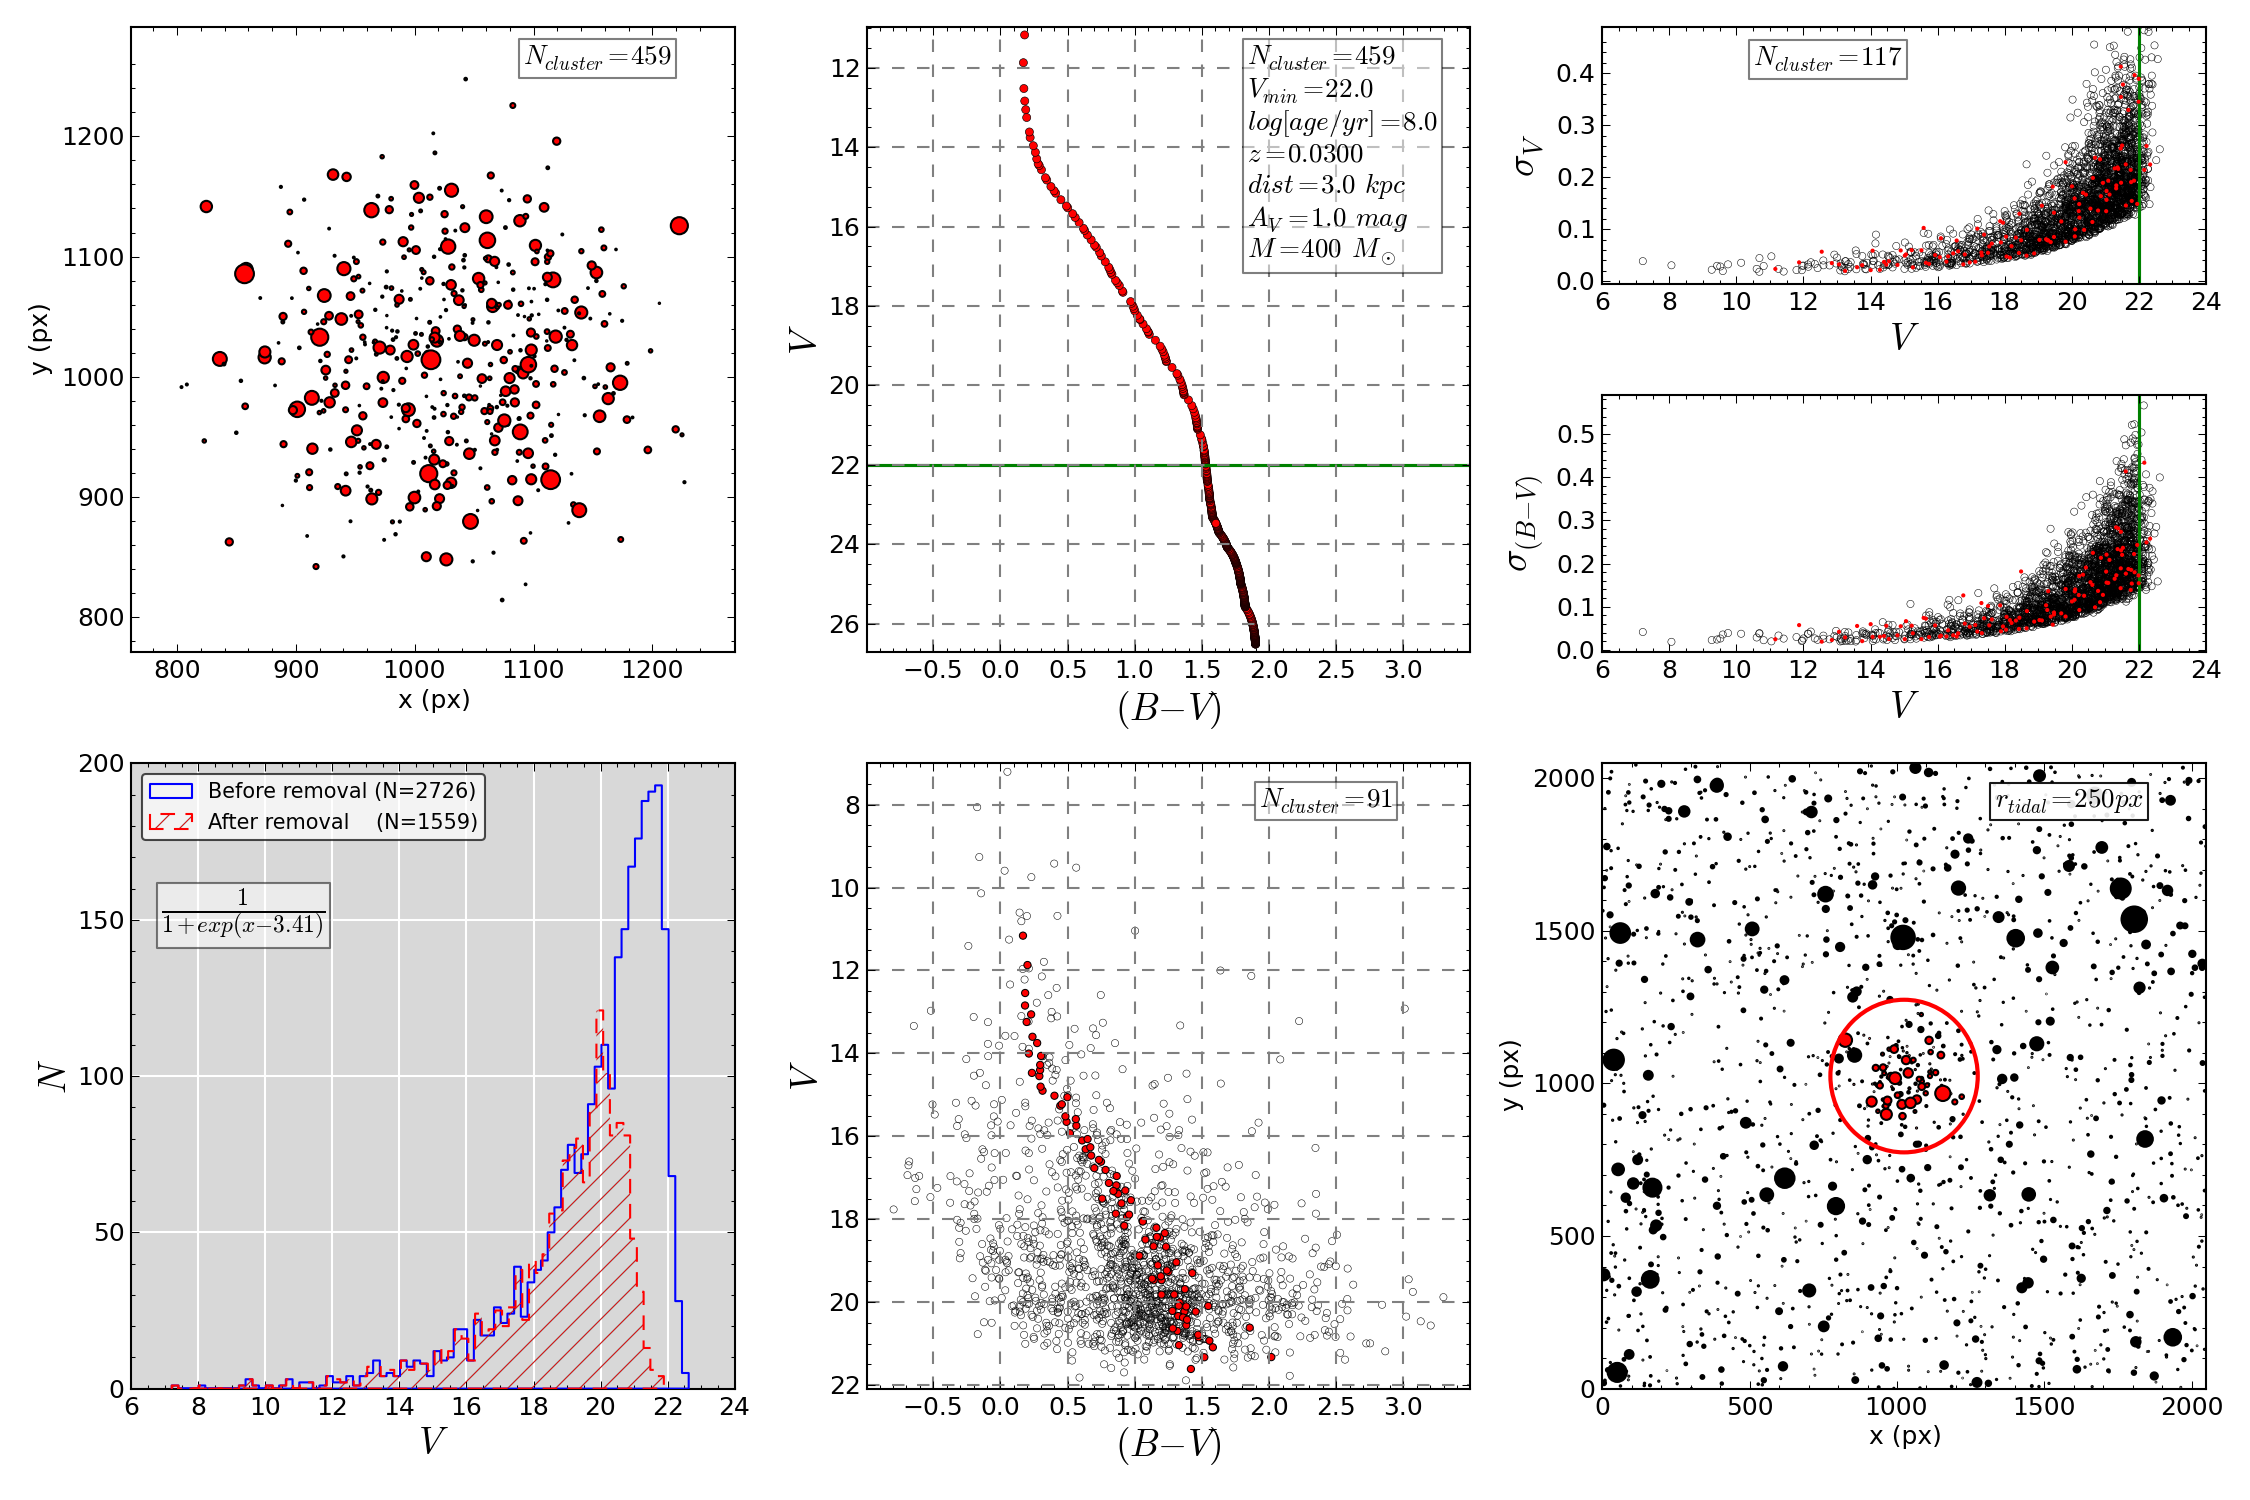 N_cluster=459
1200
1100
1000
900
800
y (px)
800 900 1000 1100 1200
x (px)
N_cluster=459
V_min=22.0
log[age/yr]=8.0
z=0.0300
dist=3.0 kpc
A_V=1.0 mag
M=400 M_⊙
12
14
16
18
20
22
24
26
V
−0.5 0.0 0.5 1.0 1.5 2.0 2.5 3.0
(B−V)
N_cluster=117
0.4
0.3
0.2
0.1
0.0
σ_V
6 8 10 12 14 16 18 20 22 24
V
0.5
0.4
0.3
0.2
0.1
0.0
σ_(B−V)
6 8 10 12 14 16 18 20 22 24
V
Before removal (N=2726)
After removal (N=1559)
1
1+exp(x−3.41)
200
150
100
50
0
N
6 8 10 12 14 16 18 20 22 24
V
N_cluster=91
8
10
12
14
16
18
20
22
V
−0.5 0.0 0.5 1.0 1.5 2.0 2.5 3.0
(B−V)
r_tidal=250px
2000
1500
1000
500
0
y (px)
0 500 1000 1500 2000
x (px)